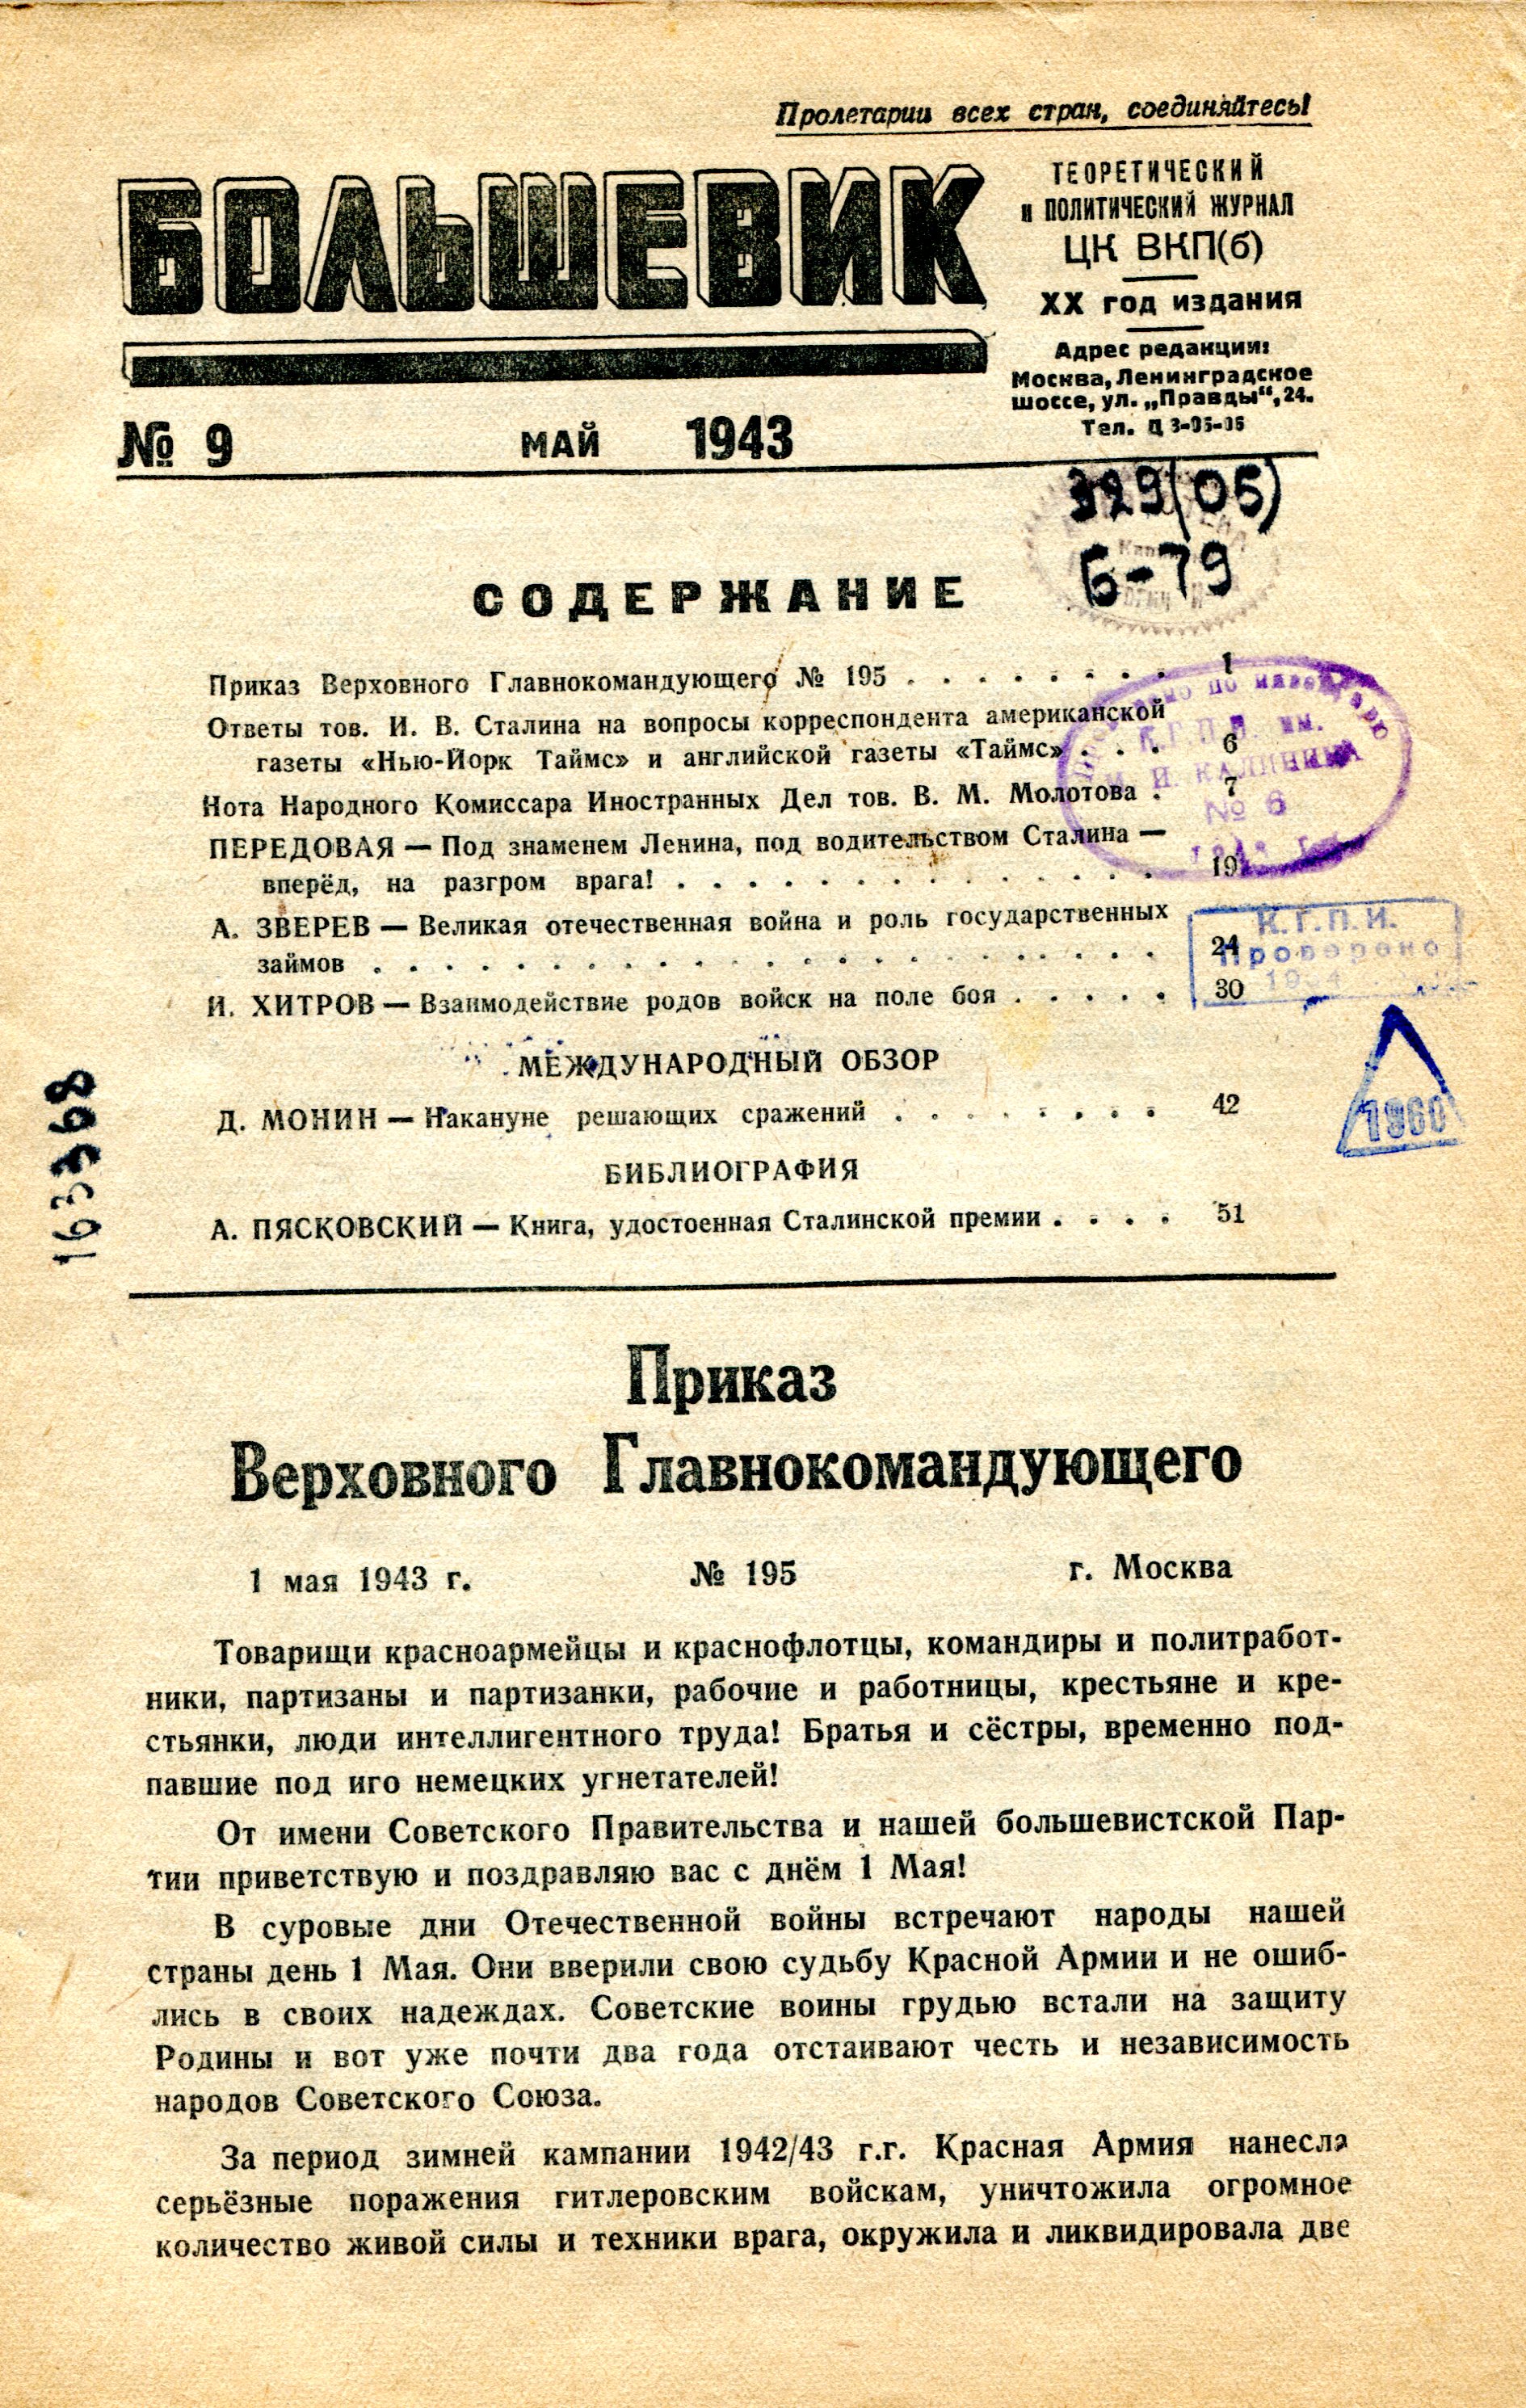 Пролетарии всех стран, соединяйтесь!
БОЛЬШЕВИК
ТЕОРЕТИЧЕСКИЙ
и ПОЛИТИЧЕСКИЙ ЖУРНАЛ
ЦК ВКП(б)
XX год издания
Адрес редакции:
Москва, Ленинградское
шоссе, ул. „Правды“, 24.
Тел. Д 3-05-05
№ 9 МАЙ 1943
329(05)
Б-79
СОДЕРЖАНИЕ
Приказ Верховного Главнокомандующего № 195 . . . . . . . . 1
Ответы тов. И. В. Сталина на вопросы корреспондента американской
газеты «Нью-Йорк Таймс» и английской газеты «Таймс» . . . 6
Нота Народного Комиссара Иностранных Дел тов. В. М. Молотова . 7
ПЕРЕДОВАЯ — Под знаменем Ленина, под водительством Сталина —
вперёд, на разгром врага! . . . . . . . . . . . . . . 19
А. ЗВЕРЕВ — Великая отечественная война и роль государственных
займов . . . . . . . . . . . . . . . . . . . . . . . 24
И. ХИТРОВ — Взаимодействие родов войск на поле боя . . . . . 30
МЕЖДУНАРОДНЫЙ ОБЗОР
Д. МОНИН — Накануне решающих сражений . . . . . . . . 42
БИБЛИОГРАФИЯ
А. ПЯСКОВСКИЙ — Книга, удостоенная Сталинской премии . . . . 51
по
К.Г.П.И. им.
М. И. КАЛИНИНА
№ 6
К.Г.П.И.
Проверено
1960
163368
Приказ
Верховного Главнокомандующего
1 мая 1943 г. № 195 г. Москва
Товарищи красноармейцы и краснофлотцы, командиры и политработ-
ники, партизаны и партизанки, рабочие и работницы, крестьяне и кре-
стьянки, люди интеллигентного труда! Братья и сёстры, временно под-
павшие под иго немецких угнетателей!
От имени Советского Правительства и нашей большевистской Пар-
тии приветствую и поздравляю вас с днём 1 Мая!
В суровые дни Отечественной войны встречают народы нашей
страны день 1 Мая. Они вверили свою судьбу Красной Армии и не ошиб-
лись в своих надеждах. Советские воины грудью встали на защиту
Родины и вот уже почти два года отстаивают честь и независимость
народов Советского Союза.
За период зимней кампании 1942/43 г.г. Красная Армия нанесла
серьёзные поражения гитлеровским войскам, уничтожила огромное
количество живой силы и техники врага, окружила и ликвидировала две